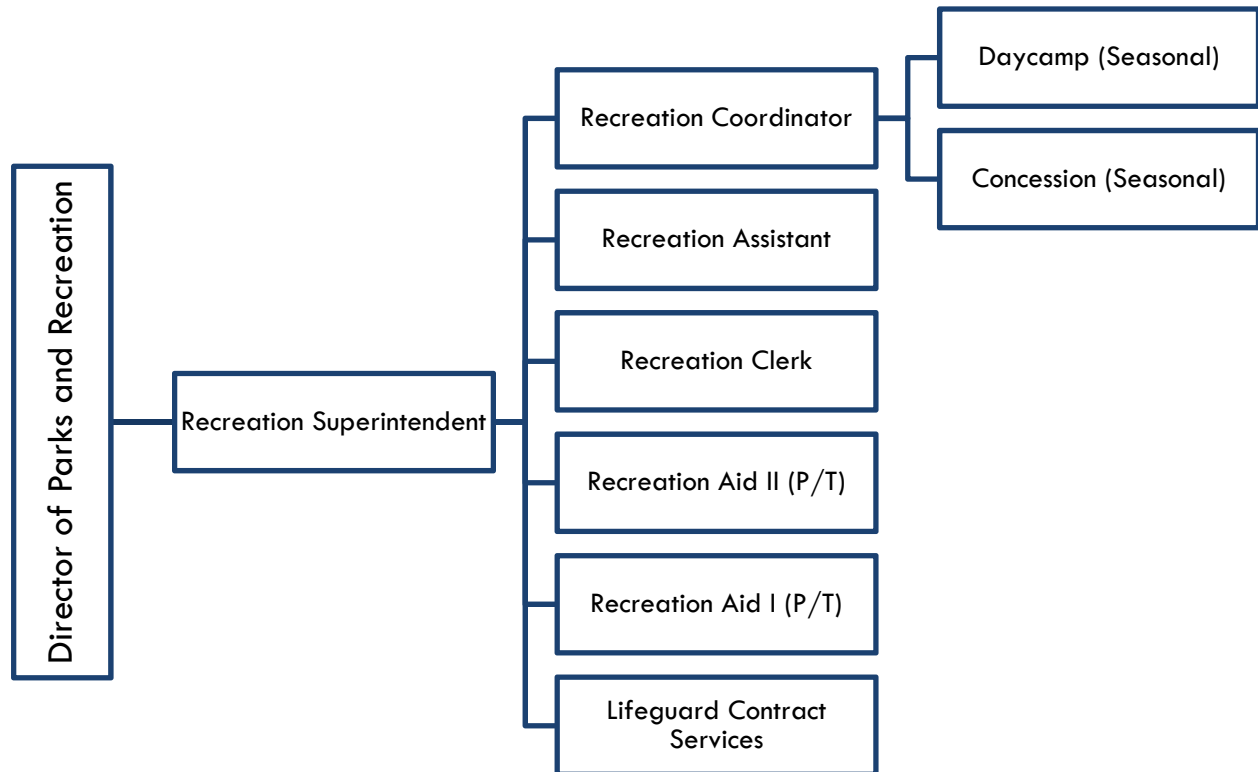 Director of Parks and Recreation
Recreation Superintendent
Recreation Coordinator
Daycamp (Seasonal)
Concession (Seasonal)
Recreation Assistant
Recreation Clerk
Recreation Aid II (P/T)
Recreation Aid I (P/T)
Lifeguard Contract
Services